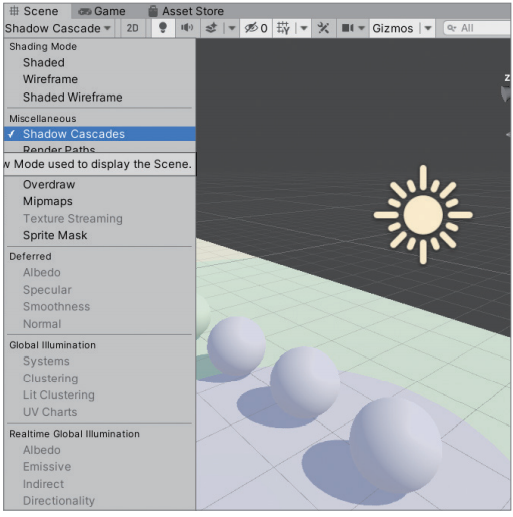 Scene Game Asset Store
Shadow Cascade 2D 0 Gizmos All
Shading Mode
Shaded
Wireframe
Shaded Wireframe
Miscellaneous
Shadow Cascades
Render Paths
w Mode used to display the Scene.
Overdraw
Mipmaps
Texture Streaming
Sprite Mask
Deferred
Albedo
Specular
Smoothness
Normal
Global Illumination
Systems
Clustering
Lit Clustering
UV Charts
Realtime Global Illumination
Albedo
Emissive
Indirect
Directionality
z